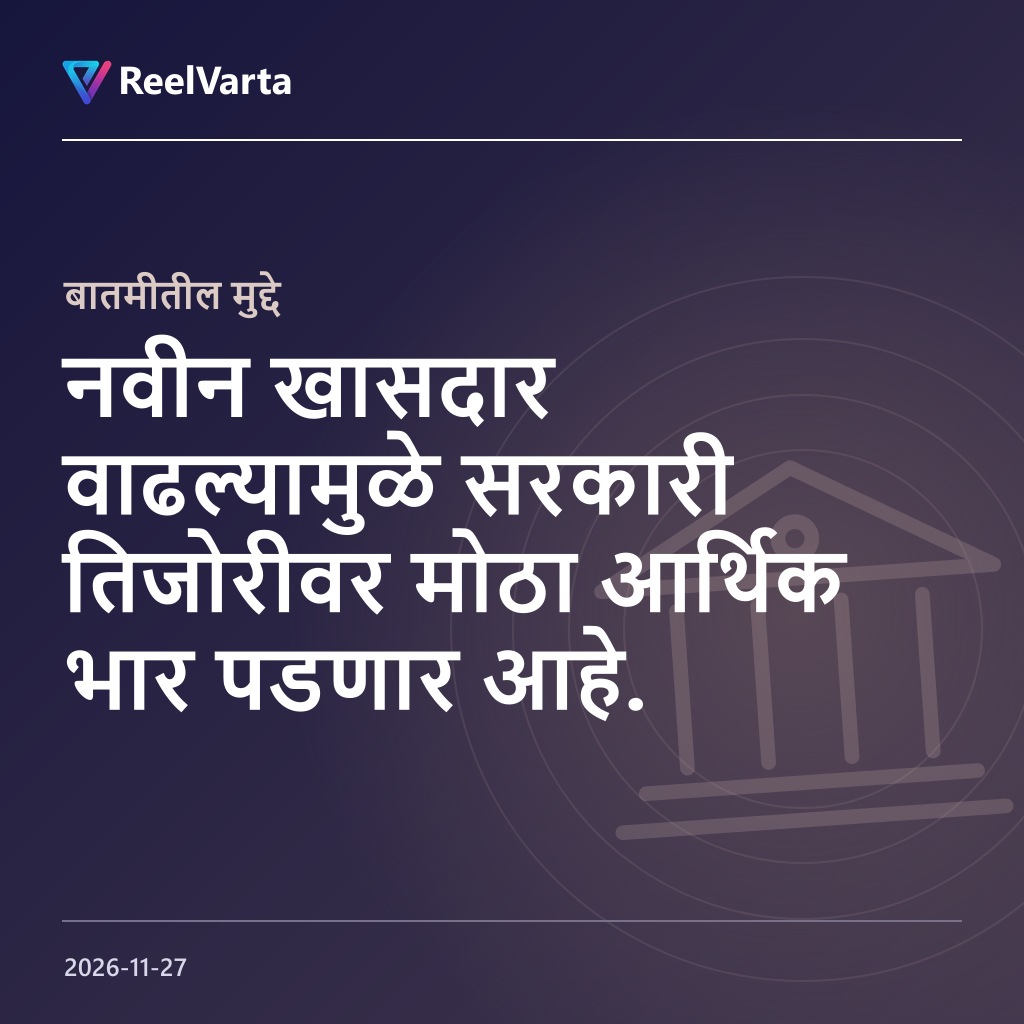 ReelVarta
बातमीतील मुद्दे
नवीन खासदार
वाढल्यामुळे सरकारी
तिजोरीवर मोठा आर्थिक
भार पडणार आहे.
2026-11-27